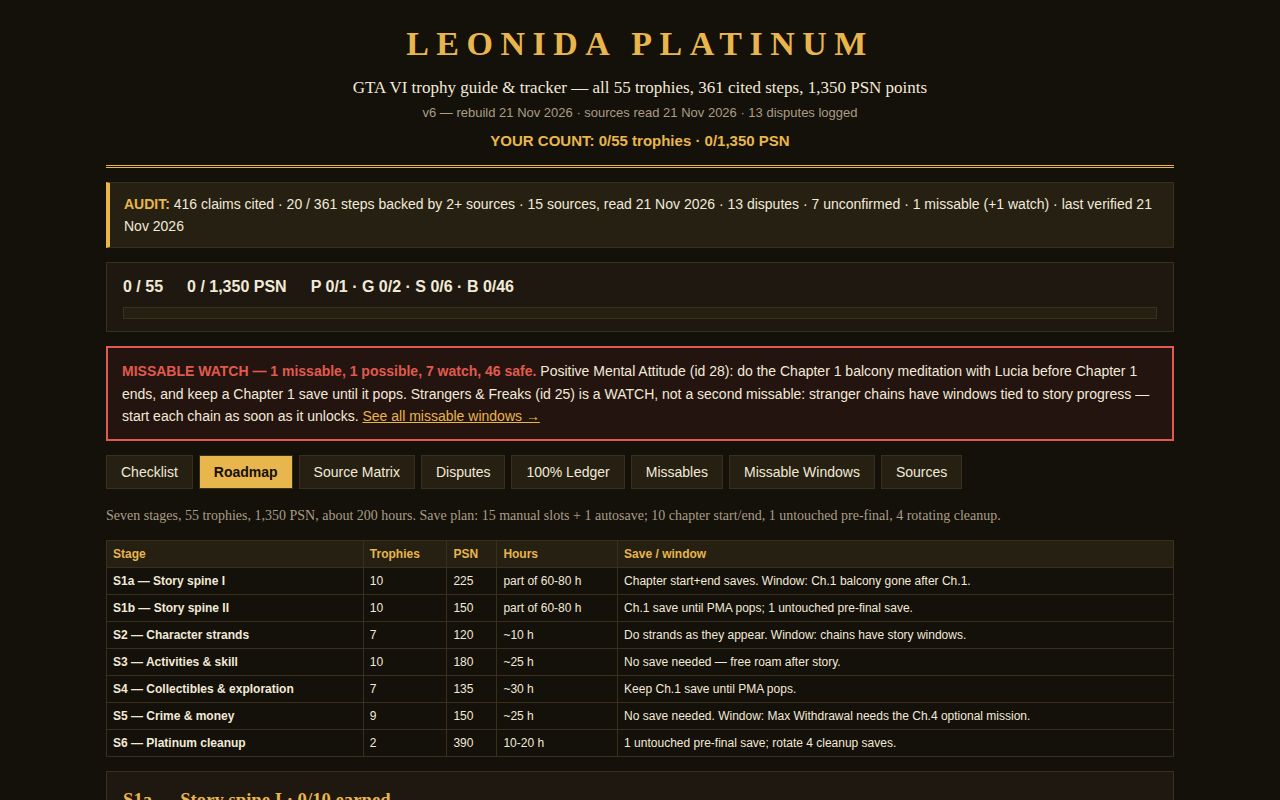 LEONIDA PLATINUM
GTA VI trophy guide & tracker — all 55 trophies, 361 cited steps, 1,350 PSN points
v6 — rebuild 21 Nov 2026 · sources read 21 Nov 2026 · 13 disputes logged
YOUR COUNT: 0/55 trophies · 0/1,350 PSN
AUDIT: 416 claims cited · 20 / 361 steps backed by 2+ sources · 15 sources, read 21 Nov 2026 · 13 disputes · 7 unconfirmed · 1 missable (+1 watch) · last verified 21
Nov 2026
0 / 55 0 / 1,350 PSN P 0/1 · G 0/2 · S 0/6 · B 0/46
MISSABLE WATCH — 1 missable, 1 possible, 7 watch, 46 safe. Positive Mental Attitude (id 28): do the Chapter 1 balcony meditation with Lucia before Chapter 1
ends, and keep a Chapter 1 save until it pops. Strangers & Freaks (id 25) is a WATCH, not a second missable: stranger chains have windows tied to story progress —
start each chain as soon as it unlocks. See all missable windows →
Checklist Roadmap Source Matrix Disputes 100% Ledger Missables Missable Windows Sources
Seven stages, 55 trophies, 1,350 PSN, about 200 hours. Save plan: 15 manual slots + 1 autosave; 10 chapter start/end, 1 untouched pre-final, 4 rotating cleanup.
Stage Trophies PSN Hours Save / window
S1a — Story spine I 10 225 part of 60-80 h Chapter start+end saves. Window: Ch.1 balcony gone after Ch.1.
S1b — Story spine II 10 150 part of 60-80 h Ch.1 save until PMA pops; 1 untouched pre-final save.
S2 — Character strands 7 120 ~10 h Do strands as they appear. Window: chains have story windows.
S3 — Activities & skill 10 180 ~25 h No save needed — free roam after story.
S4 — Collectibles & exploration 7 135 ~30 h Keep Ch.1 save until PMA pops.
S5 — Crime & money 9 150 ~25 h No save needed. Window: Max Withdrawal needs the Ch.4 optional mission.
S6 — Platinum cleanup 2 390 10-20 h 1 untouched pre-final save; rotate 4 cleanup saves.
S1a — Story spine I · 0/10 earned